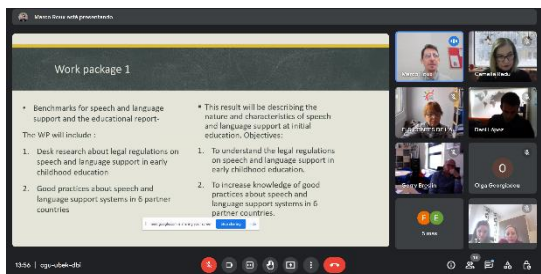 Marco Roux está presentando
Work package 1
• Benchmarks for speech and language
support and the educational report-
The WP will include :
1. Desk research about legal regulations on
speech and language support in early
childhood education
2. Good practices about speech and
language support systems in 6 partner
countries
▪ This result will be describing the
nature and characteristics of speech
and language support at initial
education. Objectives:
1. To understand the legal regulations
on speech and language support in
early childhood education.
2. To increase knowledge of good
practices about speech and
language support systems in 6
partner countries.
Olga Georgiadou
O
13:56 | ogu-ubek-dbi